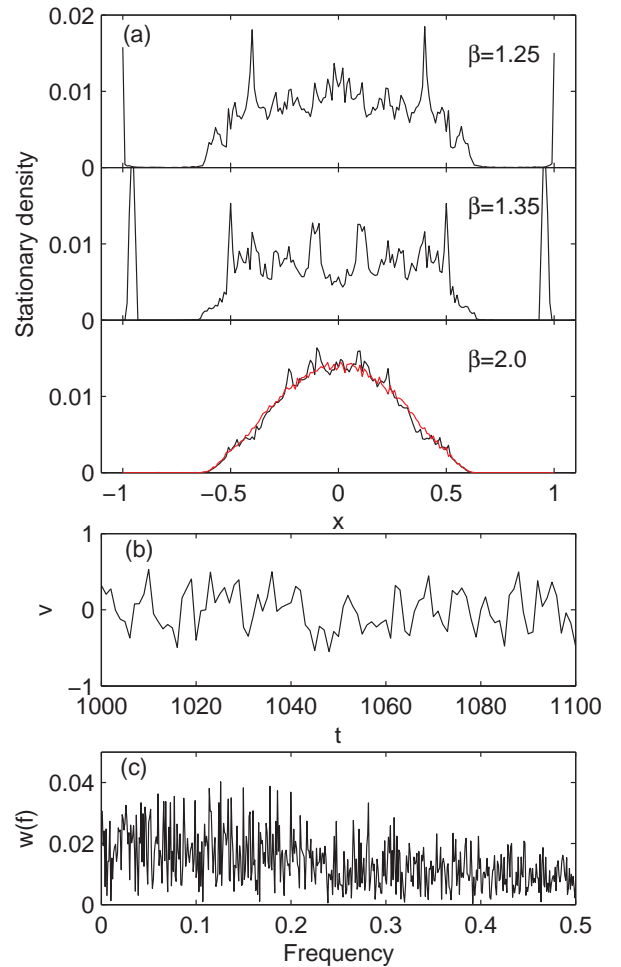 0.02
(a)
β=1.25
0.01
0
β=1.35
0.01
0
Stationary density
β=2.0
0.01
0
−1 −0.5 0 0.5 1
x
1
(b)
v
0
−1
1000 1020 1040 1060 1080 1100
t
(c)
0.04
w(f)
0.02
0
0 0.1 0.2 0.3 0.4 0.5
Frequency